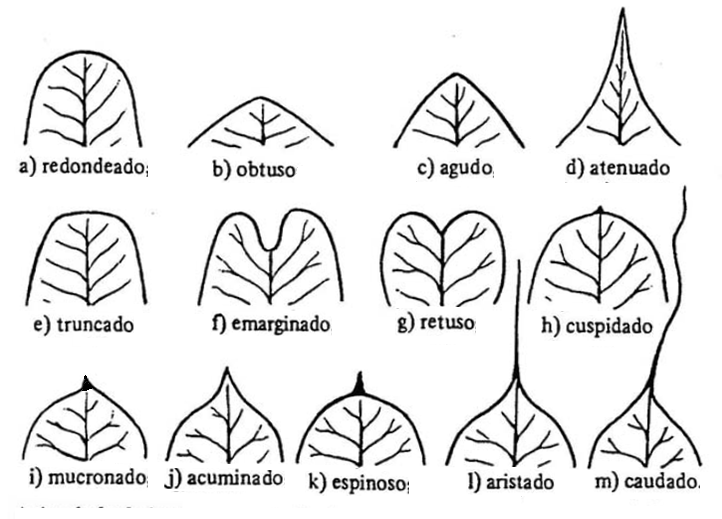 a) redondeado;
b) obtuso
c) agudo
d) atenuado
e) truncado
f) emarginado
g) retuso
h) cuspidado
i) mucronado
j) acuminado
k) espinoso;
l) aristado
m) caudado.